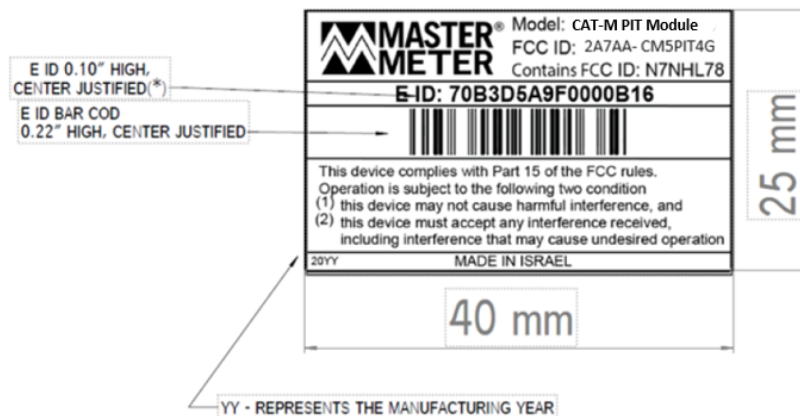 MASTER METER®
Model: CAT-M PIT Module
FCC ID: 2A7AA- CM5PIT4G
Contains FCC ID: N7NHL78
E ID 0.10" HIGH,
CENTER JUSTIFIED(*)
E-ID: 70B3D5A9F0000B16
E ID BAR COD
0.22" HIGH, CENTER JUSTIFIED
This device complies with Part 15 of the FCC rules.
Operation is subject to the following two condition
(1) this device may not cause harmful interference, and
(2) this device must accept any interference received,
including interference that may cause undesired operation
20YY MADE IN ISRAEL
25 mm
40 mm
YY - REPRESENTS THE MANUFACTURING YEAR